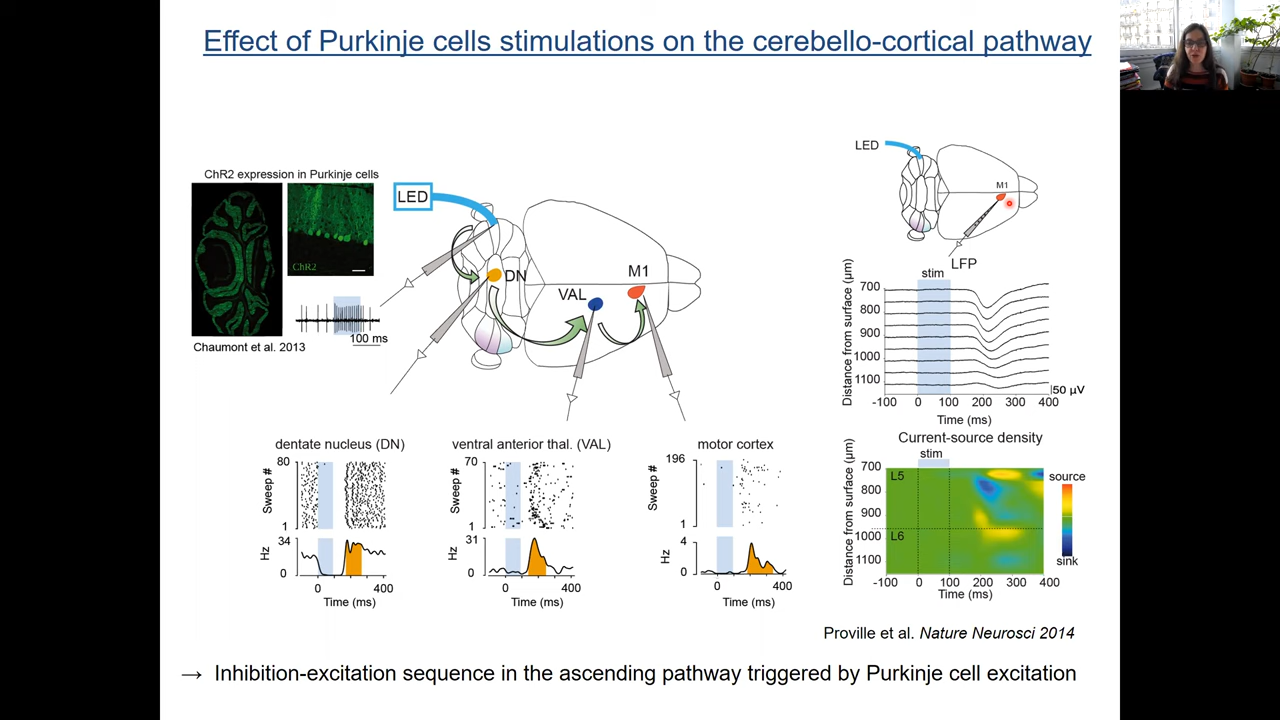 Effect of Purkinje cells stimulations on the cerebello-cortical pathway
ChR2 expression in Purkinje cells
ChR2
100 ms
Chaumont et al. 2013
LED
DN
VAL
M1
LED
M1
LFP
stim
Distance from surface (µm)
700
800
900
1000
1100
50 µV
-100 0 100 200 300 400
Time (ms)
Current-source density
stim
Distance from surface (µm)
700
800
900
1000
1100
L5
L6
source
sink
-100 0 100 200 300 400
Time (ms)
dentate nucleus (DN)
Sweep #
80
1
Hz
34
0
0 400
Time (ms)
ventral anterior thal. (VAL)
Sweep #
70
1
Hz
31
0
0 400
Time (ms)
motor cortex
Sweep #
196
1
Hz
4
0
0 400
Time (ms)
Proville et al. Nature Neurosci 2014
→ Inhibition-excitation sequence in the ascending pathway triggered by Purkinje cell excitation